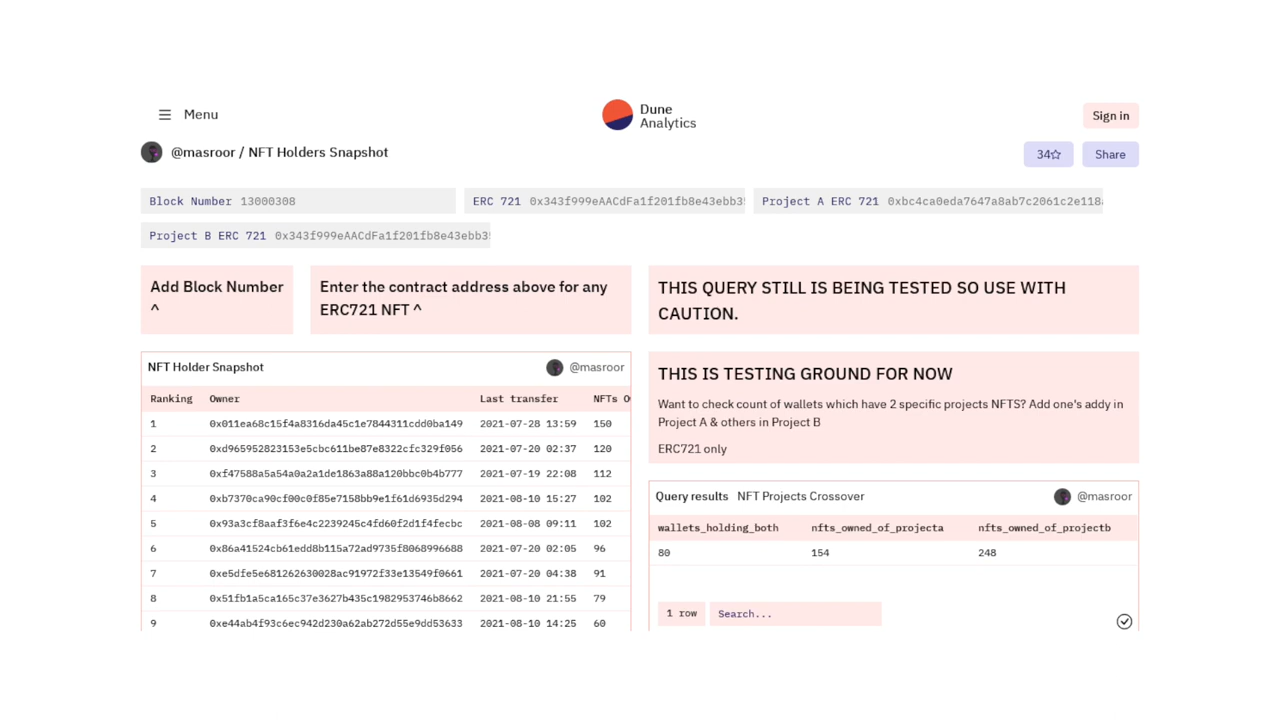 Menu
Dune
Analytics
Sign in
@masroor / NFT Holders Snapshot
34☆
Share
Block Number 13000308
ERC 721 0x343f999eAACdFa1f201fb8e43ebb35
Project A ERC 721 0xbc4ca0eda7647a8ab7c2061c2e118a
Project B ERC 721 0x343f999eAACdFa1f201fb8e43ebb35
Add Block Number
^
Enter the contract address above for any
ERC721 NFT ^
THIS QUERY STILL IS BEING TESTED SO USE WITH
CAUTION.
NFT Holder Snapshot @masroor
Ranking Owner Last transfer NFTs O
1 0x011ea68c15f4a8316da45c1e7844311cdd0ba149 2021-07-28 13:59 150
2 0xd965952823153e5cbc611be87e8322cfc329f056 2021-07-20 02:37 120
3 0xf47588a5a54a0a2a1de1863a88a120bbc0b4b777 2021-07-19 22:08 112
4 0xb7370ca90cf00c0f85e7158bb9e1f61d6935d294 2021-08-10 15:27 102
5 0x93a3cf8aaf3f6e4c2239245c4fd60f2d1f4fecbc 2021-08-08 09:11 102
6 0x86a41524cb61edd8b115a72ad9735f8068996688 2021-07-20 02:05 96
7 0xe5dfe5e681262630028ac91972f33e13549f0661 2021-07-20 04:38 91
8 0x51fb1a5ca165c37e3627b435c1982953746b8662 2021-08-10 21:55 79
9 0xe44ab4f93c6ec942d230a62ab272d55e9dd53633 2021-08-10 14:25 60
THIS IS TESTING GROUND FOR NOW
Want to check count of wallets which have 2 specific projects NFTS? Add one's addy in
Project A & others in Project B
ERC721 only
Query results NFT Projects Crossover @masroor
wallets_holding_both nfts_owned_of_projecta nfts_owned_of_projectb
80 154 248
1 row Search...